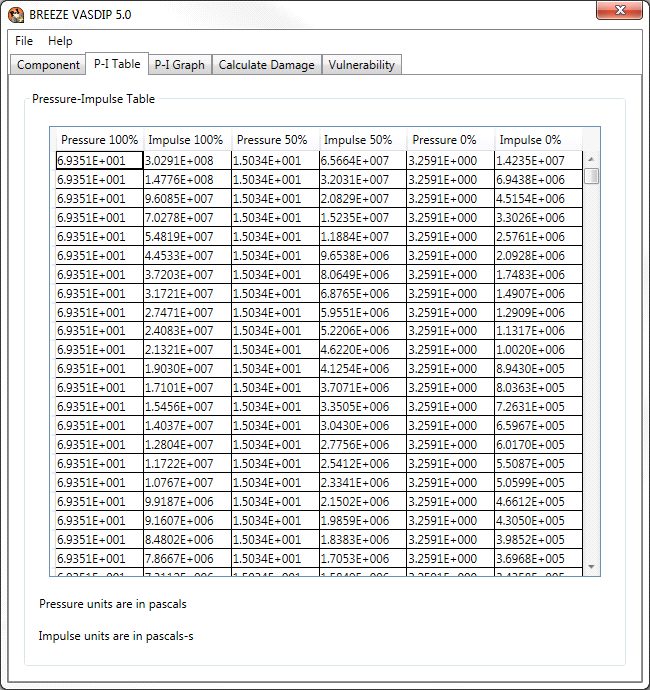 BREEZE VASDIP 5.0
File Help
Component P-I Table P-I Graph Calculate Damage Vulnerability
Pressure-Impulse Table
Pressure 100% Impulse 100% Pressure 50% Impulse 50% Pressure 0% Impulse 0%
6.9351E+001 3.0291E+008 1.5034E+001 6.5664E+007 3.2591E+000 1.4235E+007
6.9351E+001 1.4776E+008 1.5034E+001 3.2031E+007 3.2591E+000 6.9438E+006
6.9351E+001 9.6085E+007 1.5034E+001 2.0829E+007 3.2591E+000 4.5154E+006
6.9351E+001 7.0278E+007 1.5034E+001 1.5235E+007 3.2591E+000 3.3026E+006
6.9351E+001 5.4819E+007 1.5034E+001 1.1884E+007 3.2591E+000 2.5761E+006
6.9351E+001 4.4533E+007 1.5034E+001 9.6538E+006 3.2591E+000 2.0928E+006
6.9351E+001 3.7203E+007 1.5034E+001 8.0649E+006 3.2591E+000 1.7483E+006
6.9351E+001 3.1721E+007 1.5034E+001 6.8765E+006 3.2591E+000 1.4907E+006
6.9351E+001 2.7471E+007 1.5034E+001 5.9551E+006 3.2591E+000 1.2909E+006
6.9351E+001 2.4083E+007 1.5034E+001 5.2206E+006 3.2591E+000 1.1317E+006
6.9351E+001 2.1321E+007 1.5034E+001 4.6220E+006 3.2591E+000 1.0020E+006
6.9351E+001 1.9030E+007 1.5034E+001 4.1254E+006 3.2591E+000 8.9430E+005
6.9351E+001 1.7101E+007 1.5034E+001 3.7071E+006 3.2591E+000 8.0363E+005
6.9351E+001 1.5456E+007 1.5034E+001 3.3505E+006 3.2591E+000 7.2631E+005
6.9351E+001 1.4037E+007 1.5034E+001 3.0430E+006 3.2591E+000 6.5967E+005
6.9351E+001 1.2804E+007 1.5034E+001 2.7756E+006 3.2591E+000 6.0170E+005
6.9351E+001 1.1722E+007 1.5034E+001 2.5412E+006 3.2591E+000 5.5087E+005
6.9351E+001 1.0767E+007 1.5034E+001 2.3341E+006 3.2591E+000 5.0599E+005
6.9351E+001 9.9187E+006 1.5034E+001 2.1502E+006 3.2591E+000 4.6612E+005
6.9351E+001 9.1607E+006 1.5034E+001 1.9859E+006 3.2591E+000 4.3050E+005
6.9351E+001 8.4802E+006 1.5034E+001 1.8383E+006 3.2591E+000 3.9852E+005
6.9351E+001 7.8667E+006 1.5034E+001 1.7053E+006 3.2591E+000 3.6968E+005
Pressure units are in pascals
Impulse units are in pascals-s